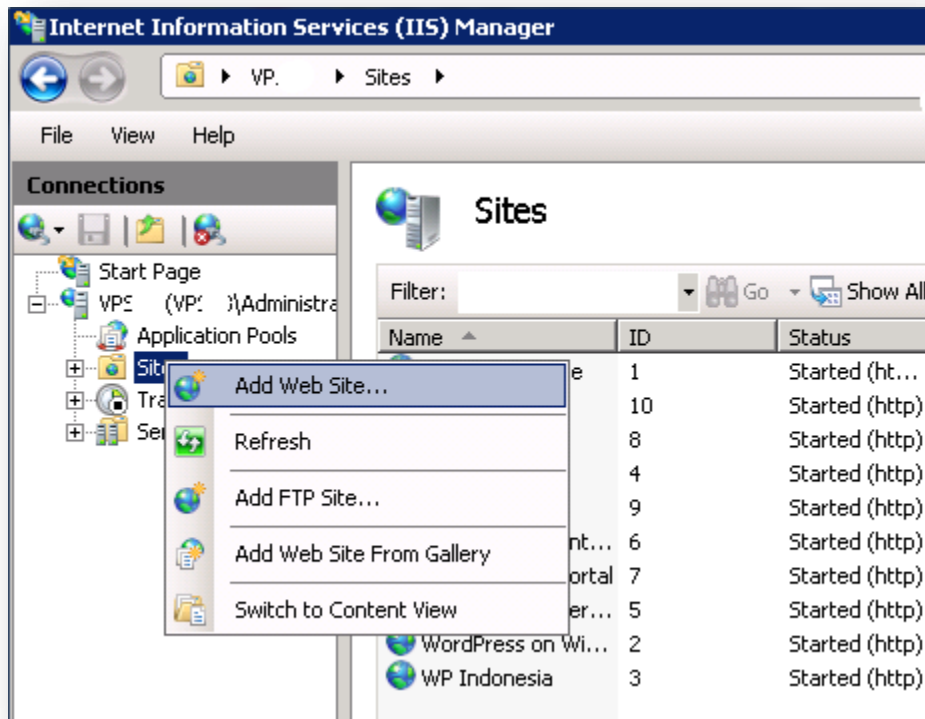 Internet Information Services (IIS) Manager
VP. Sites
File View Help
Connections
Sites
Start Page
Filter: Go Show All
VPS (VPS )\Administra
Application Pools
Name ID Status
Add Web Site...
e 1 Started (ht...
10 Started (http)
Refresh
8 Started (http)
4 Started (http)
Add FTP Site...
9 Started (http)
Add Web Site From Gallery
nt... 6 Started (http)
ortal 7 Started (http)
Switch to Content View
er... 5 Started (http)
WordPress on Wi... 2 Started (http)
WP Indonesia 3 Started (http)